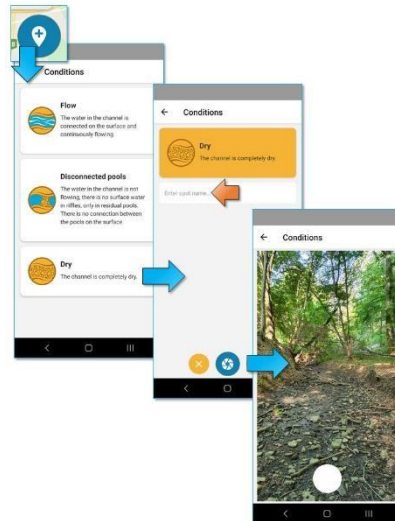 Conditions
Flow
The water in the channel is
connected on the surface and
continuously flowing.
Disconnected pools
The water in the channel is not
flowing, there is no surface water
in riffles, only in residual pools.
There is no connection between
the pools on the surface
Dry
The channel is completely dry.
Conditions
Dry
The channel is completely dry.
Enter spot name...
Conditions